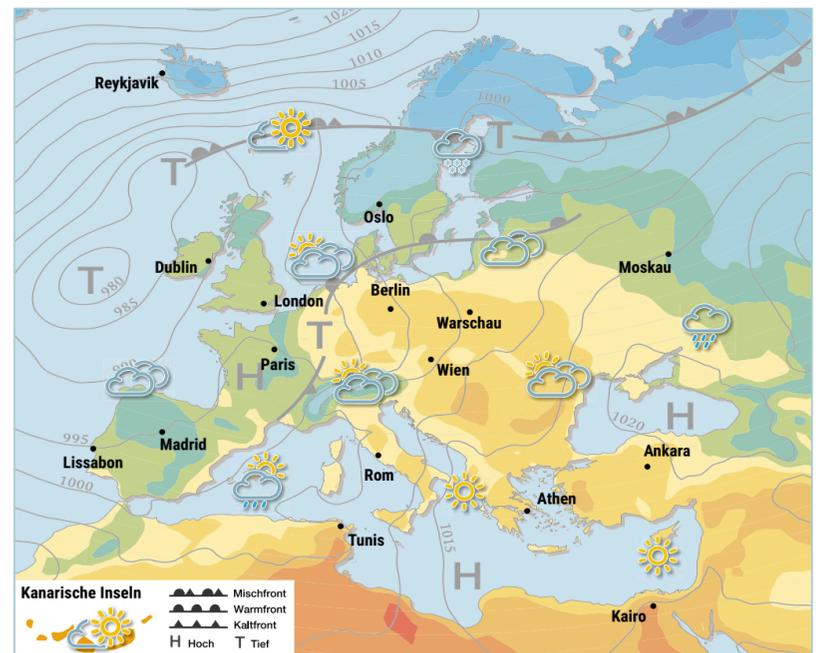 1020
1015
1010
1005
Reykjavik
1000
T
T
Oslo
Dublin
T
980
985
London
Berlin
Moskau
Warschau
T
Paris
H
Wien
990
1020
H
995
Madrid
Lissabon
1000
Ankara
Rom
Athen
1015
Tunis
H
Kairo
Kanarische Inseln
Mischfront
Warmfront
Kaltfront
H Hoch T Tief